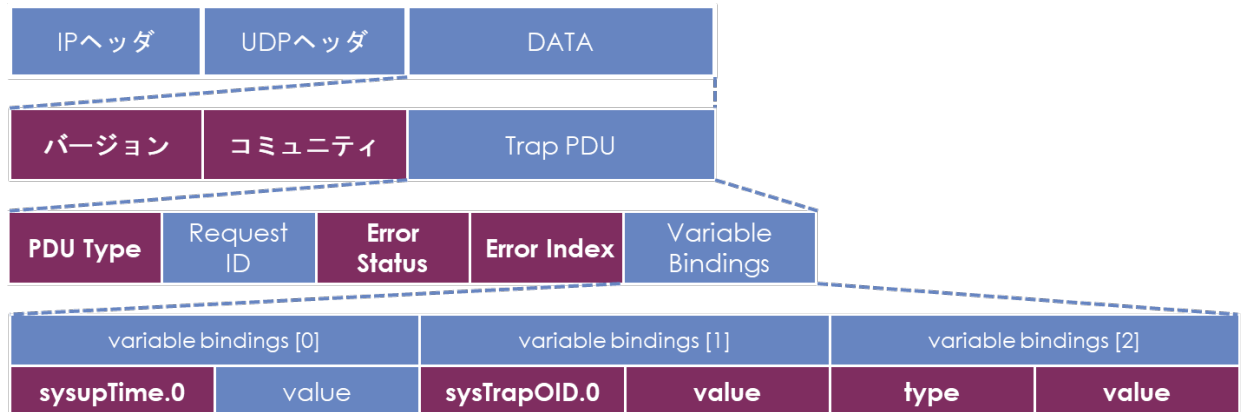 IPヘッダ
UDPヘッダ
DATA
バージョン
コミュニティ
Trap PDU
PDU Type
Request
ID
Error
Status
Error Index
Variable
Bindings
variable bindings [0]
variable bindings [1]
variable bindings [2]
sysupTime.0
value
sysTrapOID.0
value
type
value